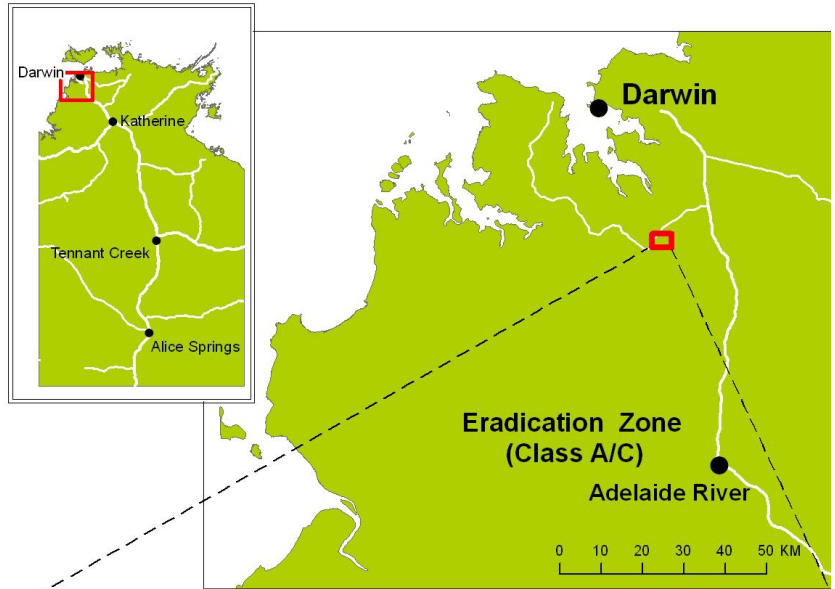 Darwin
Katherine
Tennant Creek
Alice Springs
Darwin
Eradication Zone
(Class A/C)
Adelaide River
0 10 20 30 40 50 KM